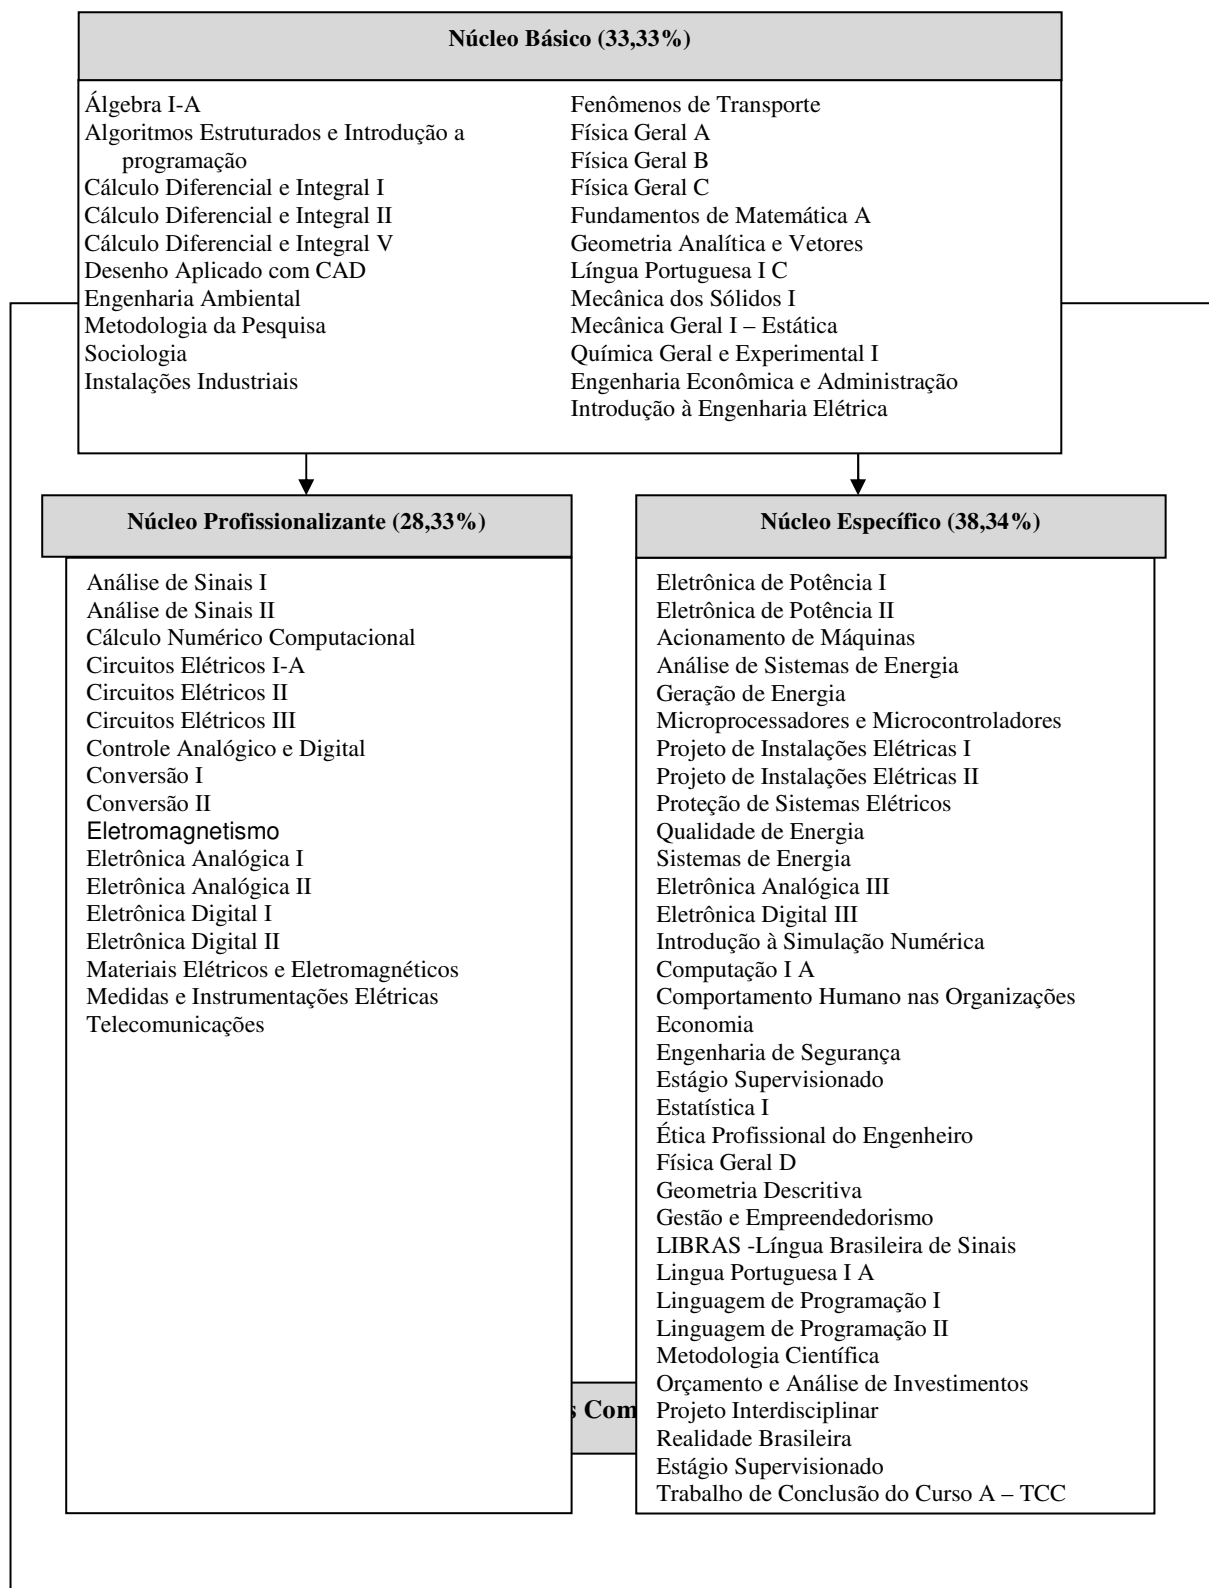 Núcleo Básico (33,33%)
Álgebra I-A
Algoritmos Estruturados e Introdução a
programação
Cálculo Diferencial e Integral I
Cálculo Diferencial e Integral II
Cálculo Diferencial e Integral V
Desenho Aplicado com CAD
Engenharia Ambiental
Metodologia da Pesquisa
Sociologia
Instalações Industriais
Fenômenos de Transporte
Física Geral A
Física Geral B
Física Geral C
Fundamentos de Matemática A
Geometria Analítica e Vetores
Língua Portuguesa I C
Mecânica dos Sólidos I
Mecânica Geral I – Estática
Química Geral e Experimental I
Engenharia Econômica e Administração
Introdução à Engenharia Elétrica
Núcleo Profissionalizante (28,33%)
Análise de Sinais I
Análise de Sinais II
Cálculo Numérico Computacional
Circuitos Elétricos I-A
Circuitos Elétricos II
Circuitos Elétricos III
Controle Analógico e Digital
Conversão I
Conversão II
Eletromagnetismo
Eletrônica Analógica I
Eletrônica Analógica II
Eletrônica Digital I
Eletrônica Digital II
Materiais Elétricos e Eletromagnéticos
Medidas e Instrumentações Elétricas
Telecomunicações
Núcleo Específico (38,34%)
Eletrônica de Potência I
Eletrônica de Potência II
Acionamento de Máquinas
Análise de Sistemas de Energia
Geração de Energia
Microprocessadores e Microcontroladores
Projeto de Instalações Elétricas I
Projeto de Instalações Elétricas II
Proteção de Sistemas Elétricos
Qualidade de Energia
Sistemas de Energia
Eletrônica Analógica III
Eletrônica Digital III
Introdução à Simulação Numérica
Computação I A
Comportamento Humano nas Organizações
Economia
Engenharia de Segurança
Estágio Supervisionado
Estatística I
Ética Profissional do Engenheiro
Física Geral D
Geometria Descritiva
Gestão e Empreendedorismo
LIBRAS -Língua Brasileira de Sinais
Lingua Portuguesa I A
Linguagem de Programação I
Linguagem de Programação II
Metodologia Científica
Orçamento e Análise de Investimentos
Projeto Interdisciplinar
Realidade Brasileira
Estágio Supervisionado
Trabalho de Conclusão do Curso A – TCC